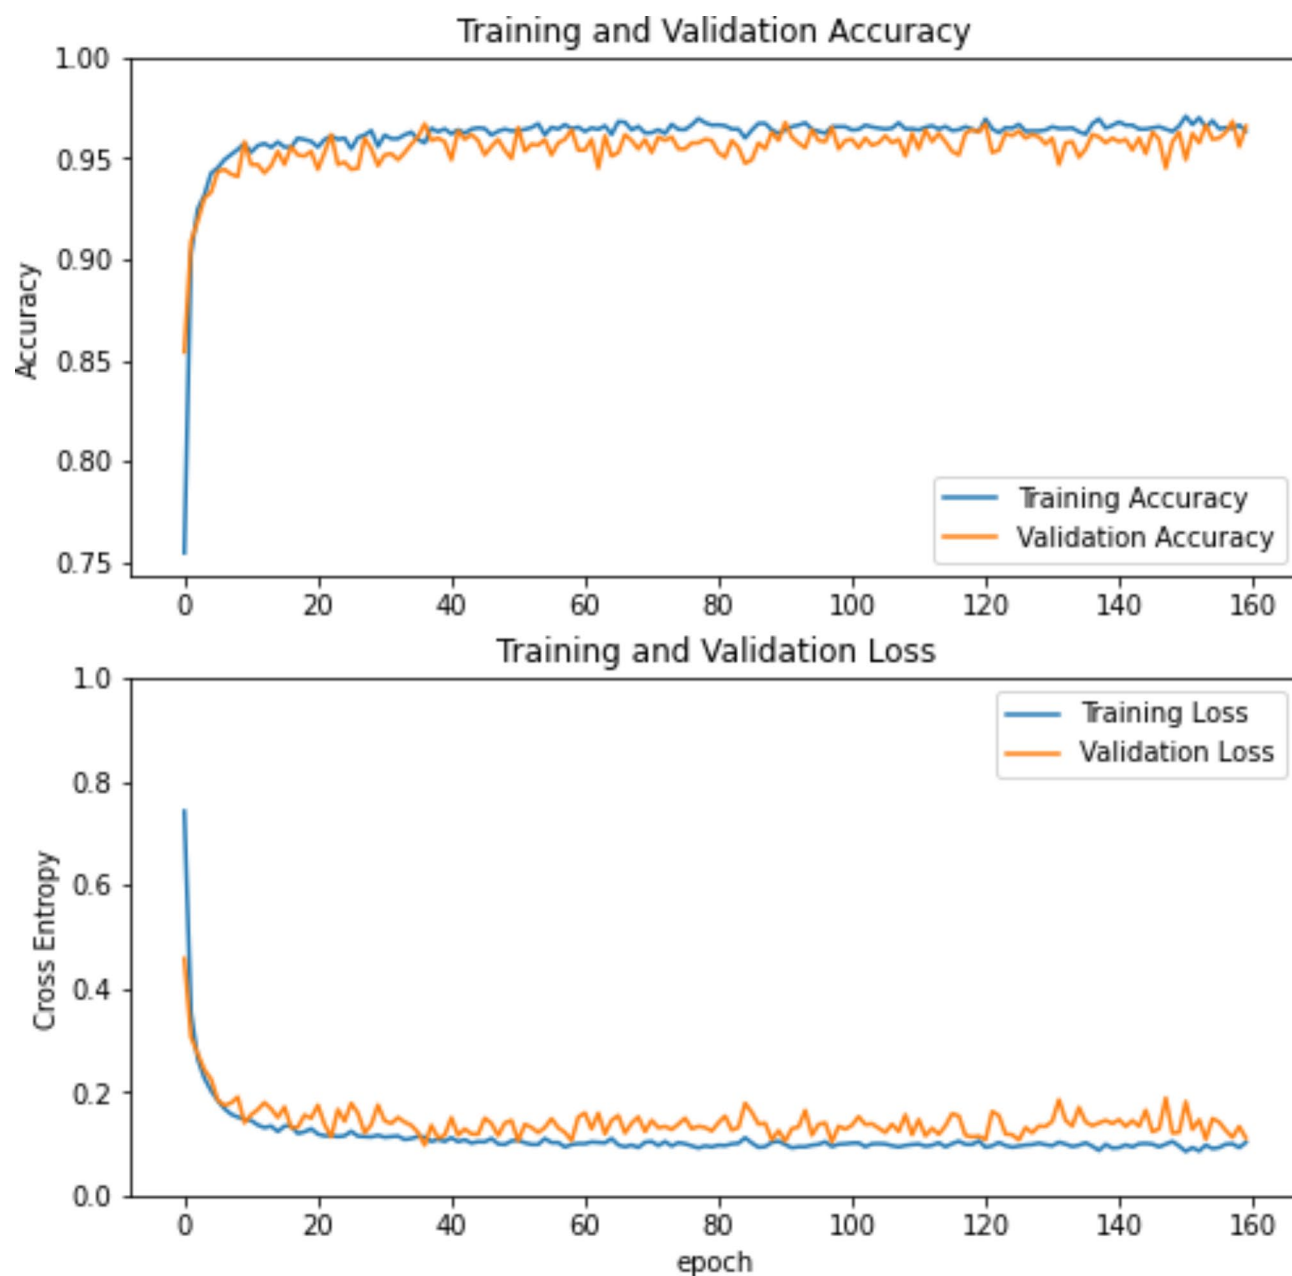 Training and Validation Accuracy
1.00
0.95
0.90
0.85
0.80
0.75
Accuracy
Training Accuracy
Validation Accuracy
0 20 40 60 80 100 120 140 160
Training and Validation Loss
1.0
0.8
0.6
0.4
0.2
0.0
Cross Entropy
Training Loss
Validation Loss
0 20 40 60 80 100 120 140 160
epoch